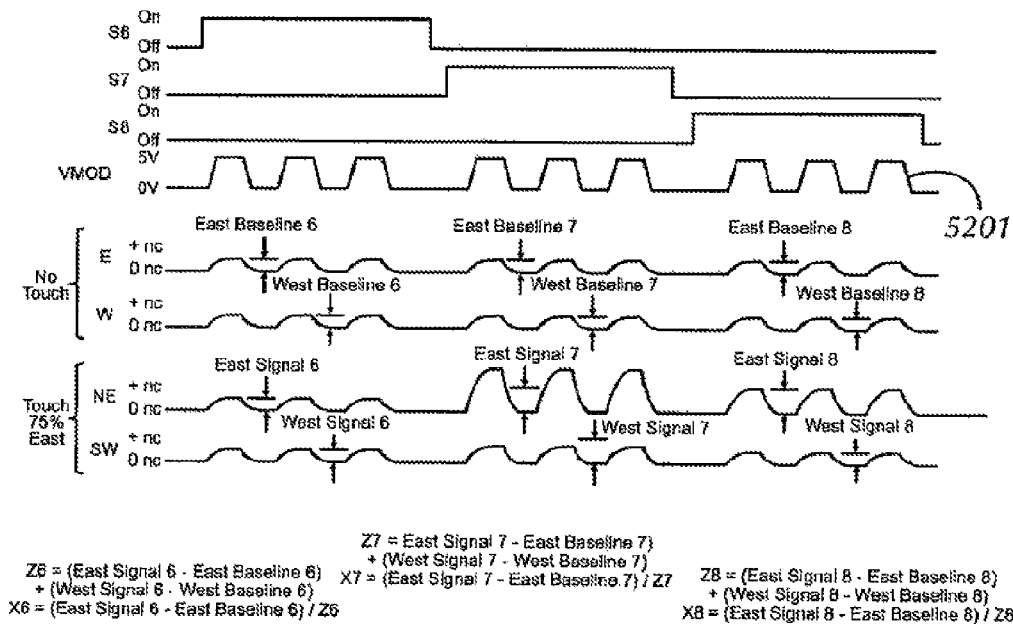 S6 On
Off
S7 On
Off
S8 On
Off
VMOD 5V
0V
5201
East Baseline 6
East Baseline 7
East Baseline 8
No Touch
E + nc
0 nc
West Baseline 6
West Baseline 7
West Baseline 8
W + nc
0 nc
East Signal 6
East Signal 7
East Signal 8
Touch 75% East
NE + nc
0 nc
West Signal 6
West Signal 7
West Signal 8
SW + nc
0 nc
Z6 = (East Signal 6 - East Baseline 6)
+ (West Signal 6 - West Baseline 6)
X6 = (East Signal 6 - East Baseline 6) / Z6
Z7 = East Signal 7 - East Baseline 7)
+ (West Signal 7 - West Baseline 7)
X7 = (East Signal 7 - East Baseline 7) / Z7
Z8 = (East Signal 8 - East Baseline 8)
+ (West Signal 8 - West Baseline 8)
X8 = (East Signal 8 - East Baseline 8) / Z8